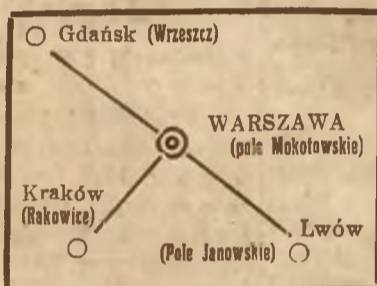 Gdańsk (Wrzeszcz)
WARSZAWA
(pole Mokotowskie)
Kraków
(Rakowice)
Lwów
(Pole Janowskie)